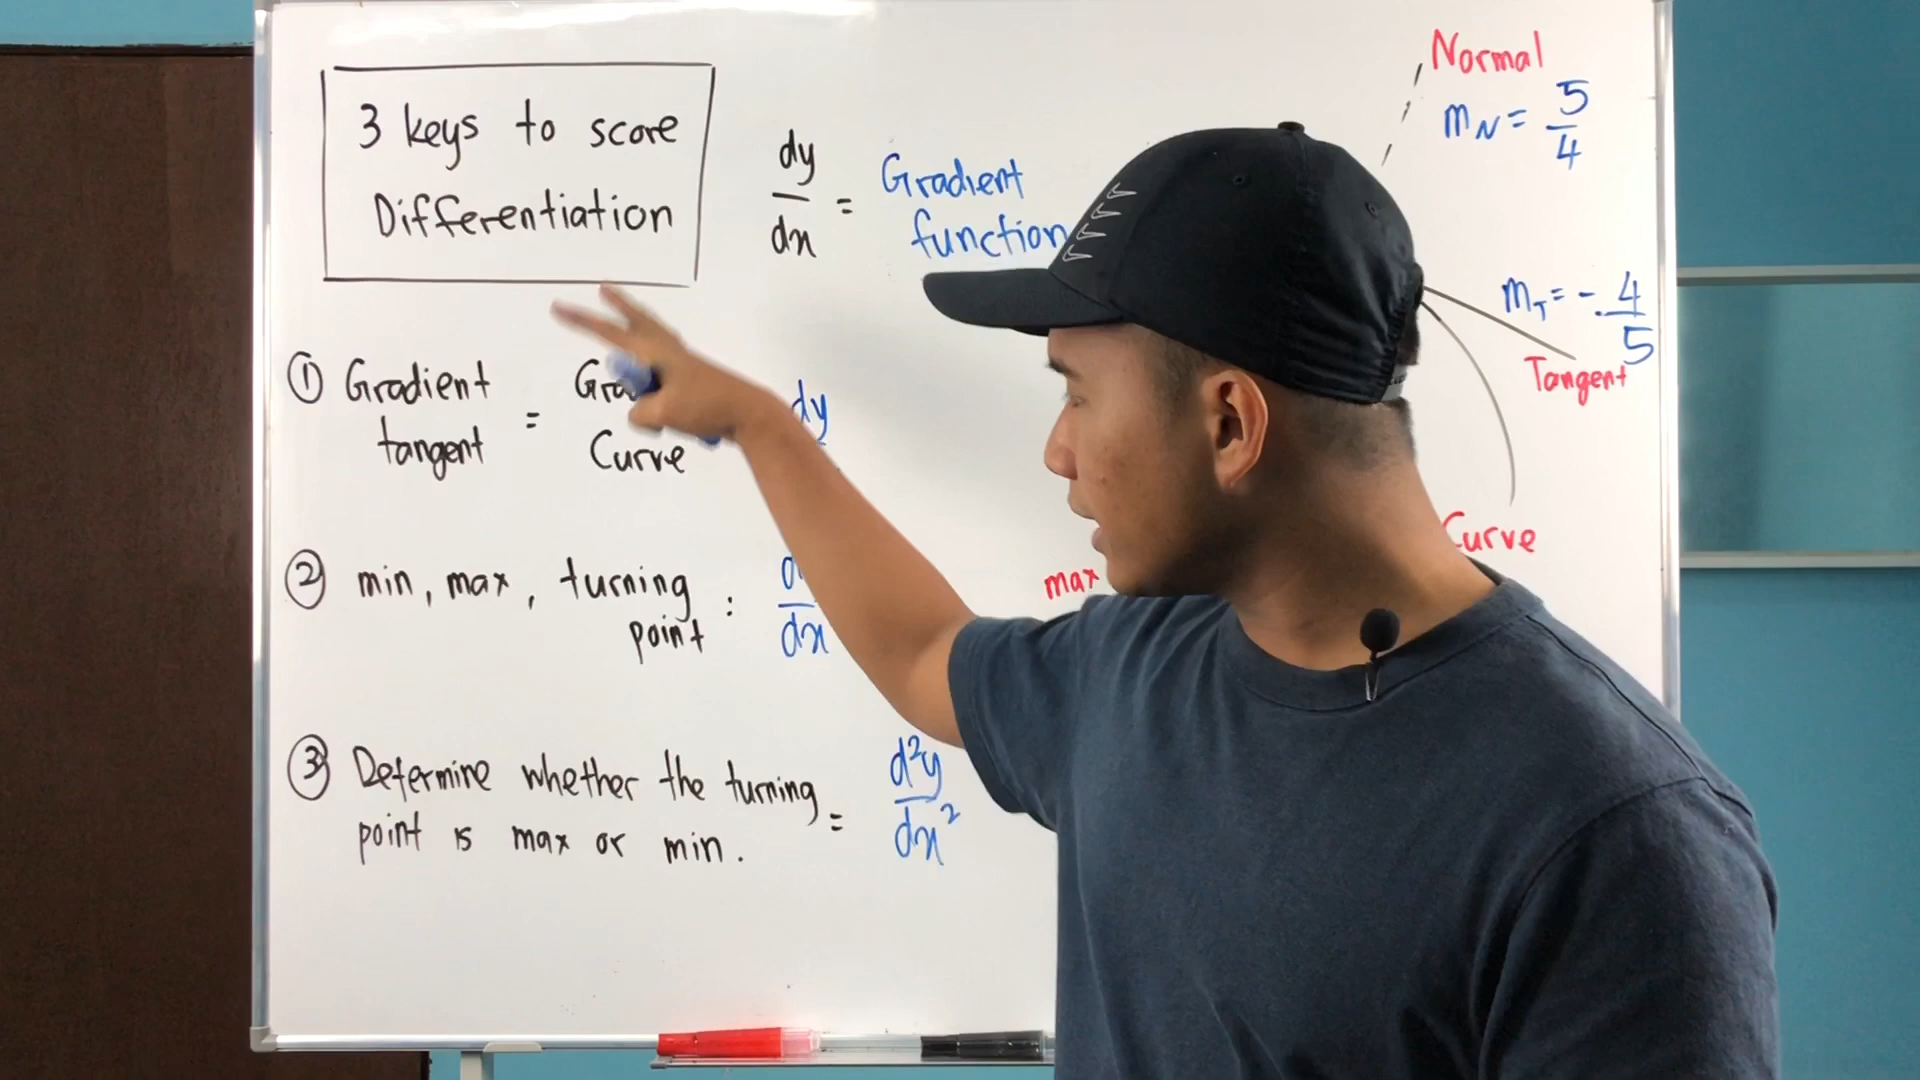 3 keys to score
Differentiation
dy
dx
=
Gradient
function
Normal
mN = 5/4
mT = - 4/5
Tangent
Curve
① Gradient
tangent
=
Curve
dy
② min, max, turning
point :
dx
max
③ Determine whether the turning
point is max or min.
=
d²y
dx²